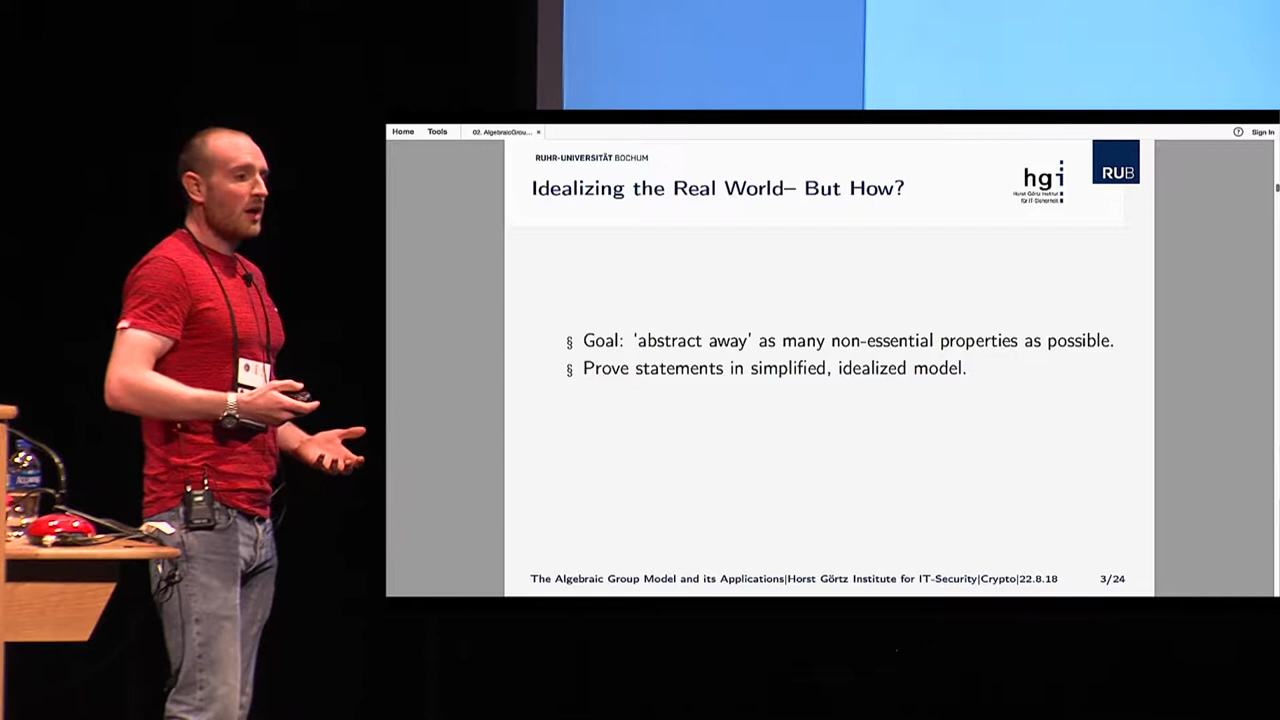 Home Tools 02. AlgebraicGrou... × ? Sign In
RUHR-UNIVERSITÄT BOCHUM
Idealizing the Real World– But How?
hgi
Horst Görtz Institut
für IT-Sicherheit
RUB
§ Goal: ‘abstract away’ as many non-essential properties as possible.
§ Prove statements in simplified, idealized model.
The Algebraic Group Model and its Applications|Horst Görtz Institute for IT-Security|Crypto|22.8.18 3/24